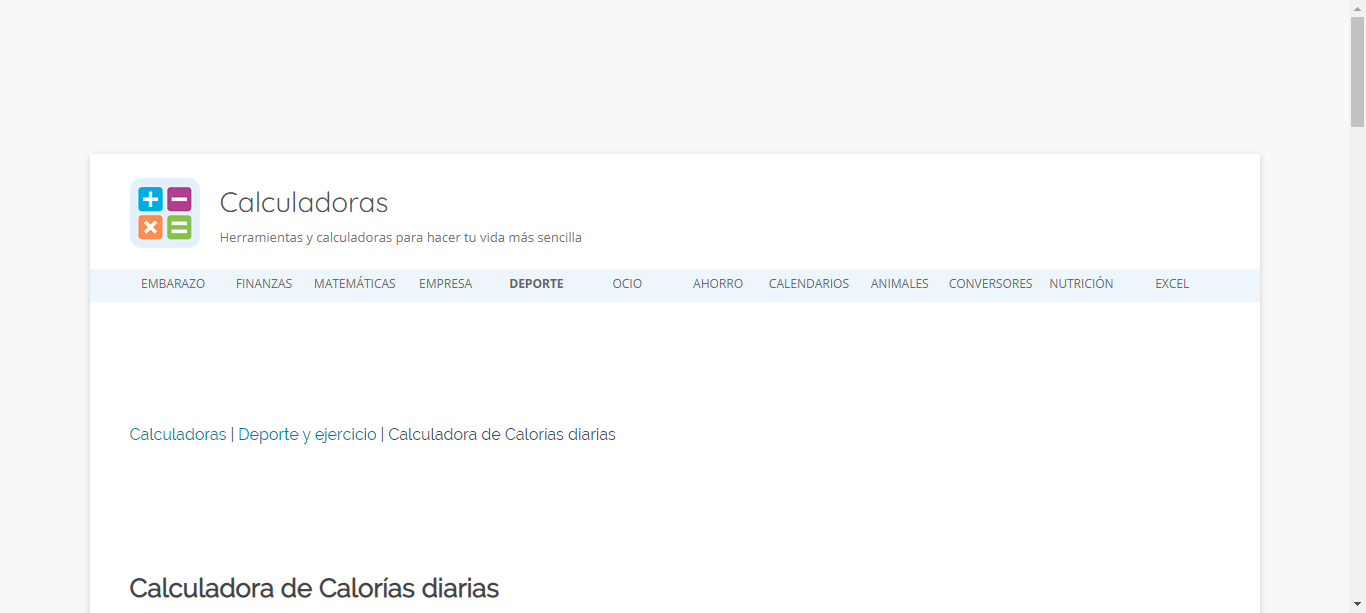 Calculadoras
Herramientas y calculadoras para hacer tu vida más sencilla
EMBARAZO FINANZAS MATEMÁTICAS EMPRESA DEPORTE OCIO AHORRO CALENDARIOS ANIMALES CONVERSORES NUTRICIÓN EXCEL
Calculadoras | Deporte y ejercicio | Calculadora de Calorías diarias
Calculadora de Calorías diarias